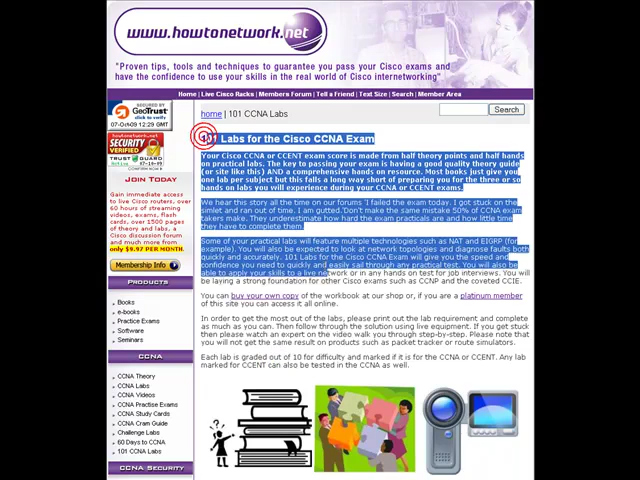 www.howtonetwork.net
"Proven tips, tools and techniques to guarantee you pass your Cisco exams and
have the confidence to use your skills in the real world of Cisco internetworking"
Home | Live Cisco Racks | Members Forum | Tell a Friend | Text Size | Search | Member Area
SECURED BY
GeoTrust
click to verify
07-Oct-09 12:29 GMT
howtonetwork.net
SECURITY
VERIFIED
TRUST GUARD
JOIN TODAY
Gain immediate access
to live Cisco routers, over
60 hours of streaming
videos, exams, flash
cards, over 1500 pages
of theory and labs, a
Cisco discussion forum
and much more from
only $9.97 PER MONTH.
Membership Info
PRODUCTS
Books
e-books
Practice Exams
Software
Seminars
CCNA
CCNA Theory
CCNA Labs
CCNA Videos
CCNA Practise Exams
CCNA Study Cards
CCNA Cram Guide
Challenge Labs
60 Days to CCNA
101 CCNA Labs
CCNA SECURITY
home | 101 CCNA Labs
Search
101 Labs for the Cisco CCNA Exam
Your Cisco CCNA or CCENT exam score is made from half theory points and half hands
on practical labs. The key to passing your exam is having a good quality theory guide
(or site like this) AND a comprehensive hands on resource. Most books just give you
one lab per subject but this falls a long way short of preparing you for the three or so
hands on labs you will experience during your CCNA or CCENT exams.
We hear this story all the time on our forums 'I failed the exam today. I got stuck on the
simlet and ran out of time. I am gutted.'Don't make the same mistake 50% of CCNA exam
takers make. They underestimate how hard the exam practicals are and how little time
they have to complete them.
Some of your practical labs will feature multiple technologies such as NAT and EIGRP (for
example). You will also be expected to look at network topologies and diagnose faults both
quickly and accurately. 101 Labs for the Cisco CCNA Exam will give you the speed and
confidence you need to quickly and easily sail through any practical test. You will also be
able to apply your skills to a live network or in any hands on test for job interviews. You will
be laying a strong foundation for other Cisco exams such as CCNP and the coveted CCIE.
You can buy your own copy of the workbook at our shop or, if you are a platinum member
of this site you can access it all online.
In order to get the most out of the labs, please print out the lab requirement and complete
as much as you can. Then follow through the solution using live equipment. If you get stuck
then please watch an expert on the video walk you through step-by-step. Please note that
you will not get the same result on products such as packet tracker or route simulators.
Each lab is graded out of 10 for difficulty and marked if it is for the CCNA or CCENT. Any lab
marked for CCENT can also be tested in the CCNA as well.